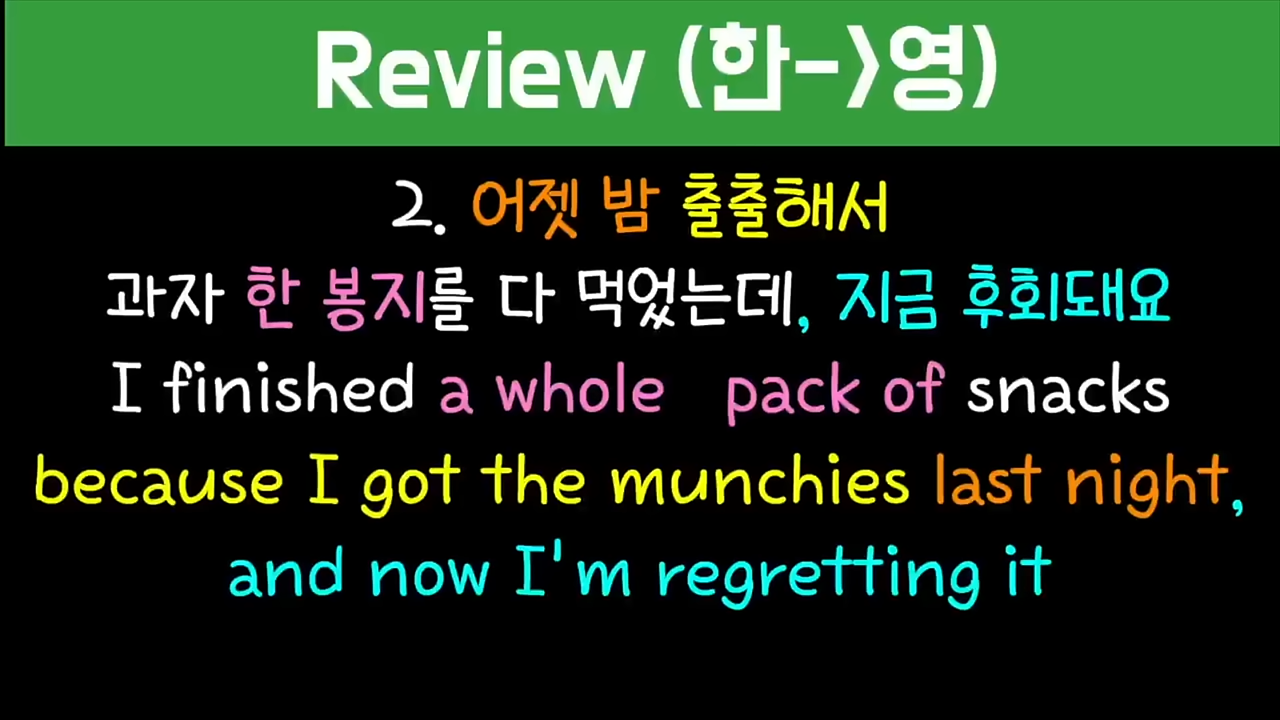 Review (한->영)
2. 어젯 밤 출출해서
과자 한 봉지를 다 먹었는데, 지금 후회돼요
I finished a whole pack of snacks
because I got the munchies last night,
and now I'm regretting it